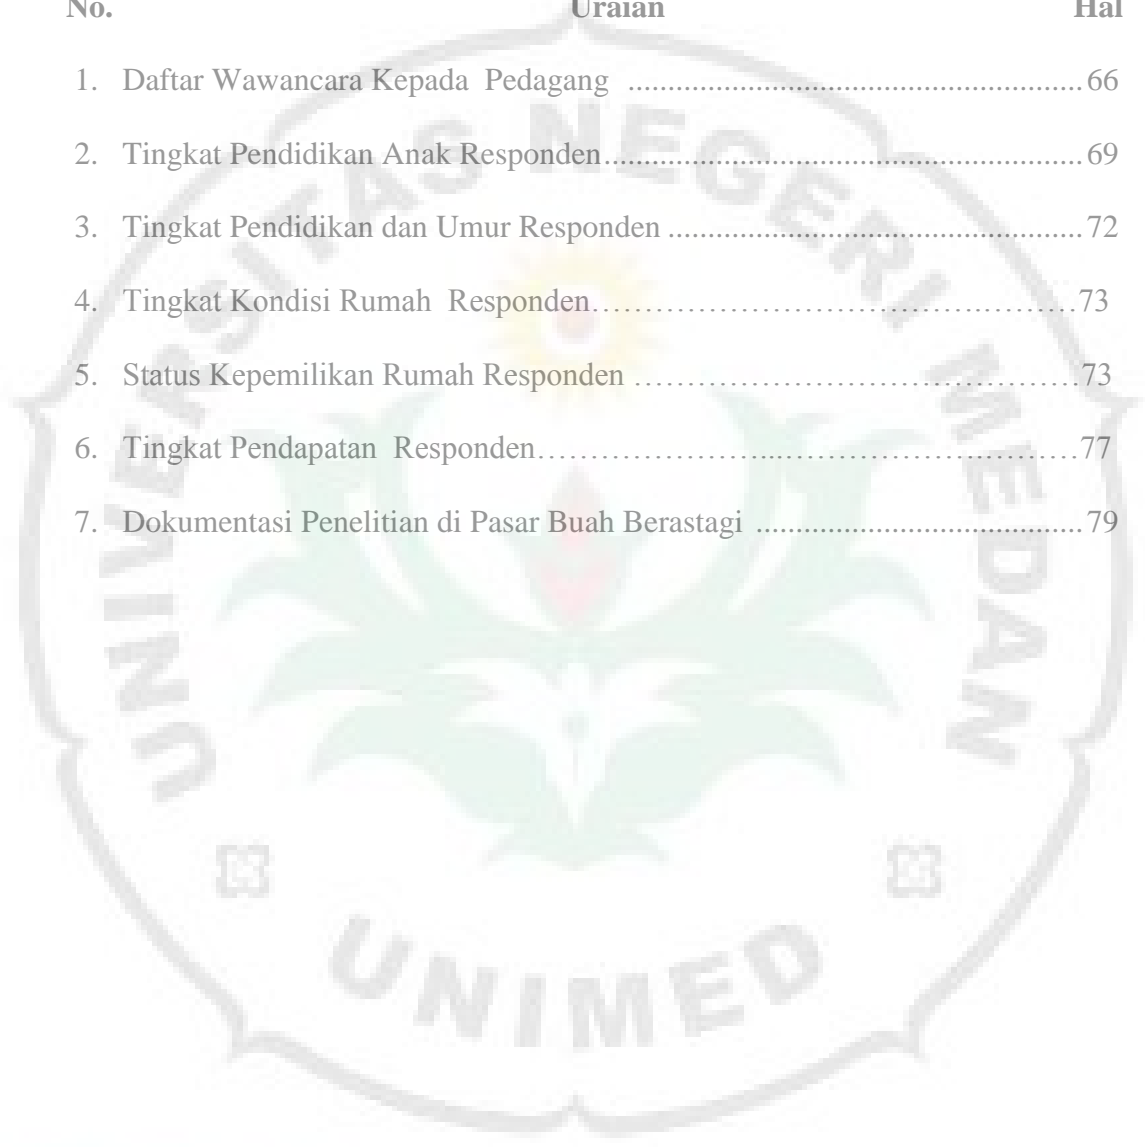 No. Uraian Hal
1. Daftar Wawancara Kepada Pedagang ........................................................................ 66
2. Tingkat Pendidikan Anak Responden........................................................................... 69
3. Tingkat Pendidikan dan Umur Responden ................................................................. 72
4. Tingkat Kondisi Rumah Responden……………………………….…….……73
5. Status Kepemilikan Rumah Responden ………………………………….….73
6. Tingkat Pendapatan Responden…………………...……………………….…77
7. Dokumentasi Penelitian di Pasar Buah Berastagi .................................................... 79
UNIVERSITAS NEGERI MEDAN
UNIMED